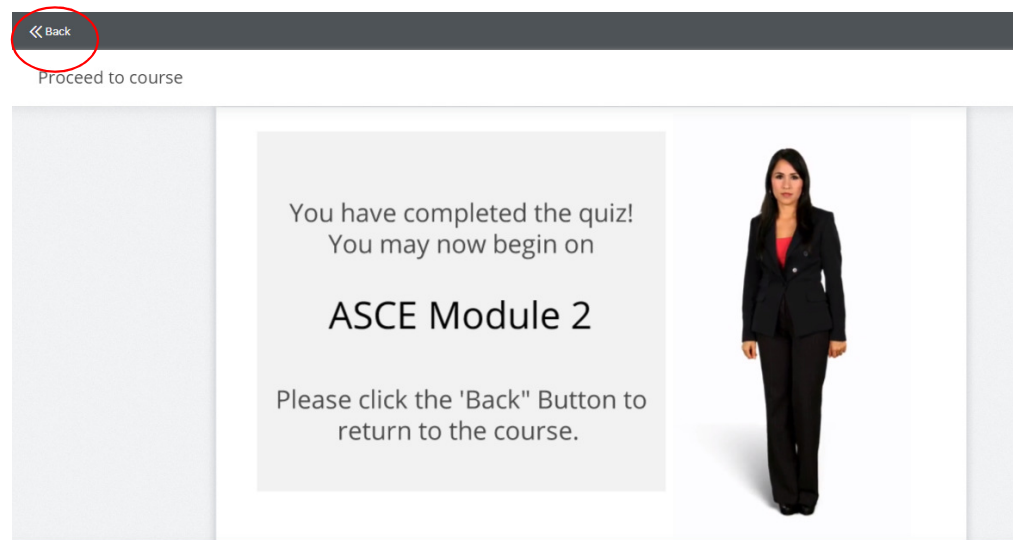 Back
Proceed to course
You have completed the quiz!
You may now begin on
ASCE Module 2
Please click the 'Back" Button to
return to the course.